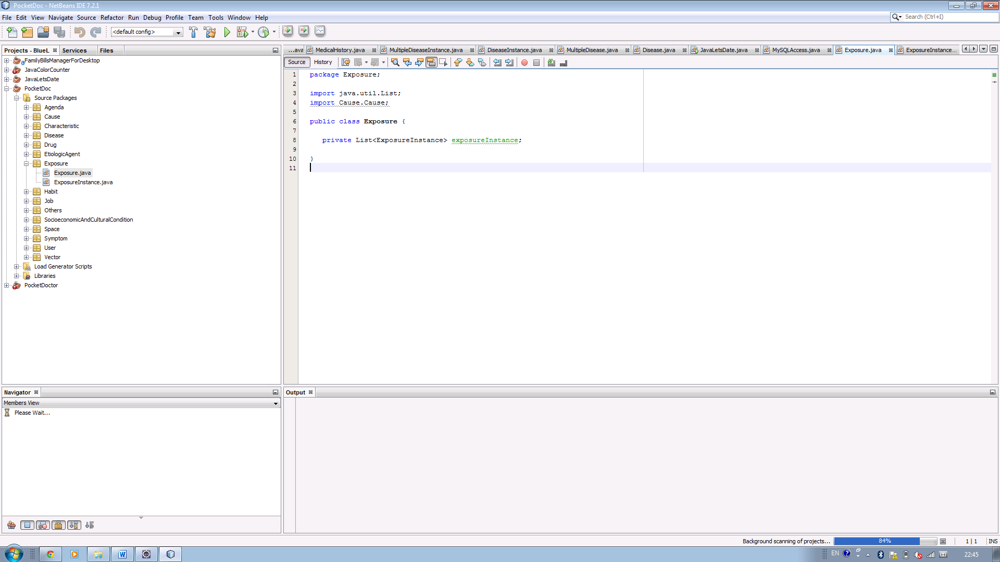 PocketDoc - NetBeans IDE 7.2.1
File Edit View Navigate Source Refactor Run Debug Profile Team Tools Window Help
Search (Ctrl+I)
<default config>
Projects - BlueL
Services
Files
FamilyBillsManagerForDesktop
JavaColorCounter
JavaLetsDate
PocketDoc
Source Packages
Agenda
Cause
Characteristic
Disease
Drug
EtiologicAgent
Exposure
Exposure.java
ExposureInstance.java
Habit
Job
Others
SocioeconomicAndCulturalCondition
Space
Symptom
User
Vector
Load Generator Scripts
Libraries
PocketDoctor
...ava MedicalHistory.java MultipleDiseaseInstance.java DiseaseInstance.java MultipleDisease.java Disease.java JavaLetsDate.java MySQLAccess.java Exposure.java ExposureInstance...
Source History
1 package Exposure;
2
3 import java.util.List;
4 import Cause.Cause;
5
6 public class Exposure {
7
8 private List<ExposureInstance> exposureInstance;
9
10 }
11
Navigator
Members View
Please Wait...
Output
Background scanning of projects... 84% 1 | 1 INS
EN 22:45